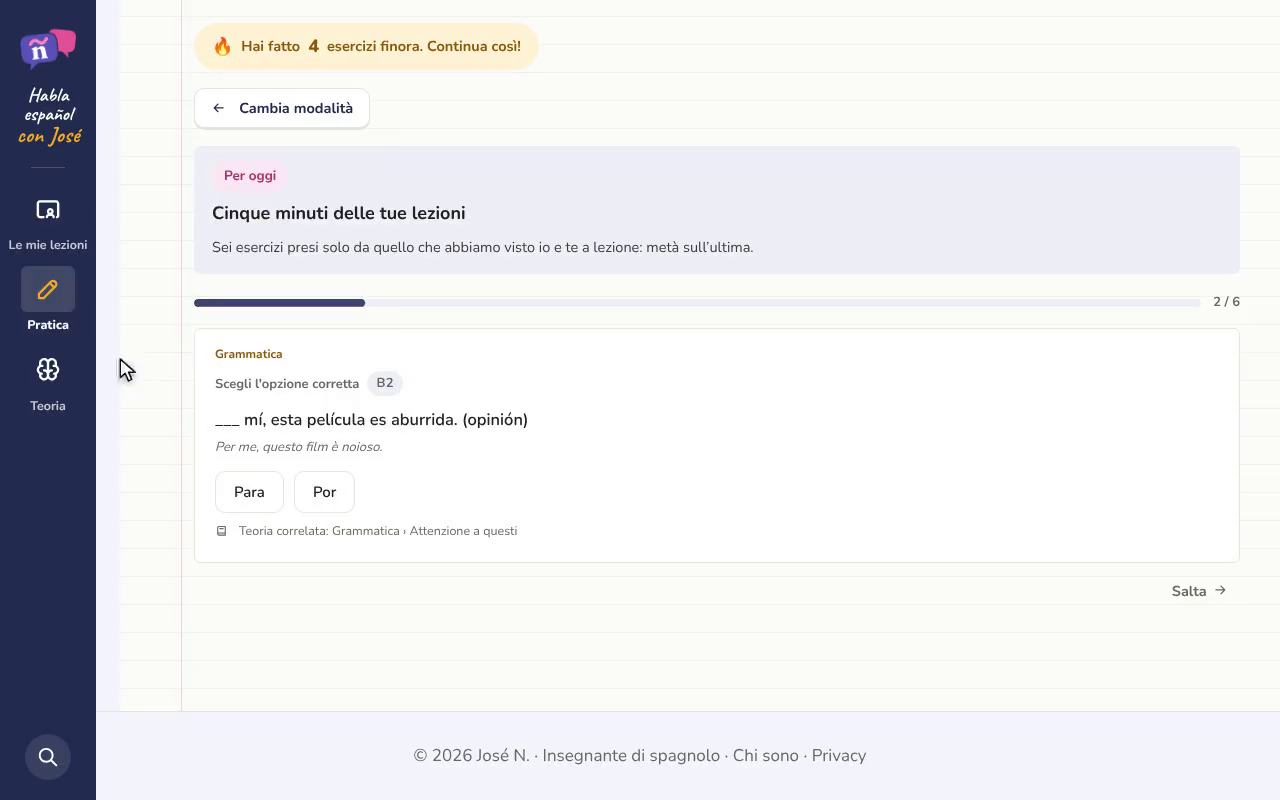 ñ
Habla
español
con José
Le mie lezioni
Pratica
Teoria
🔥 Hai fatto 4 esercizi finora. Continua così!
← Cambia modalità
Per oggi
Cinque minuti delle tue lezioni
Sei esercizi presi solo da quello che abbiamo visto io e te a lezione: metà sull'ultima.
2 / 6
Grammatica
Scegli l'opzione corretta B2
___ mí, esta película es aburrida. (opinión)
Per me, questo film è noioso.
Para Por
Teoria correlata: Grammatica › Attenzione a questi
Salta →
© 2026 José N. · Insegnante di spagnolo · Chi sono · Privacy